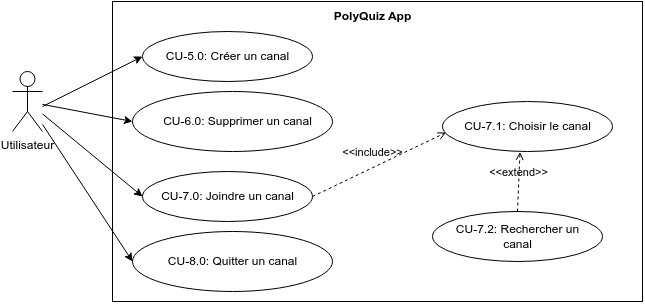 PolyQuiz App
CU-5.0: Créer un canal
CU-6.0: Supprimer un canal
CU-7.1: Choisir le canal
Utilisateur
<<include>>
<<extend>>
CU-7.0: Joindre un canal
CU-7.2: Rechercher un
canal
CU-8.0: Quitter un canal